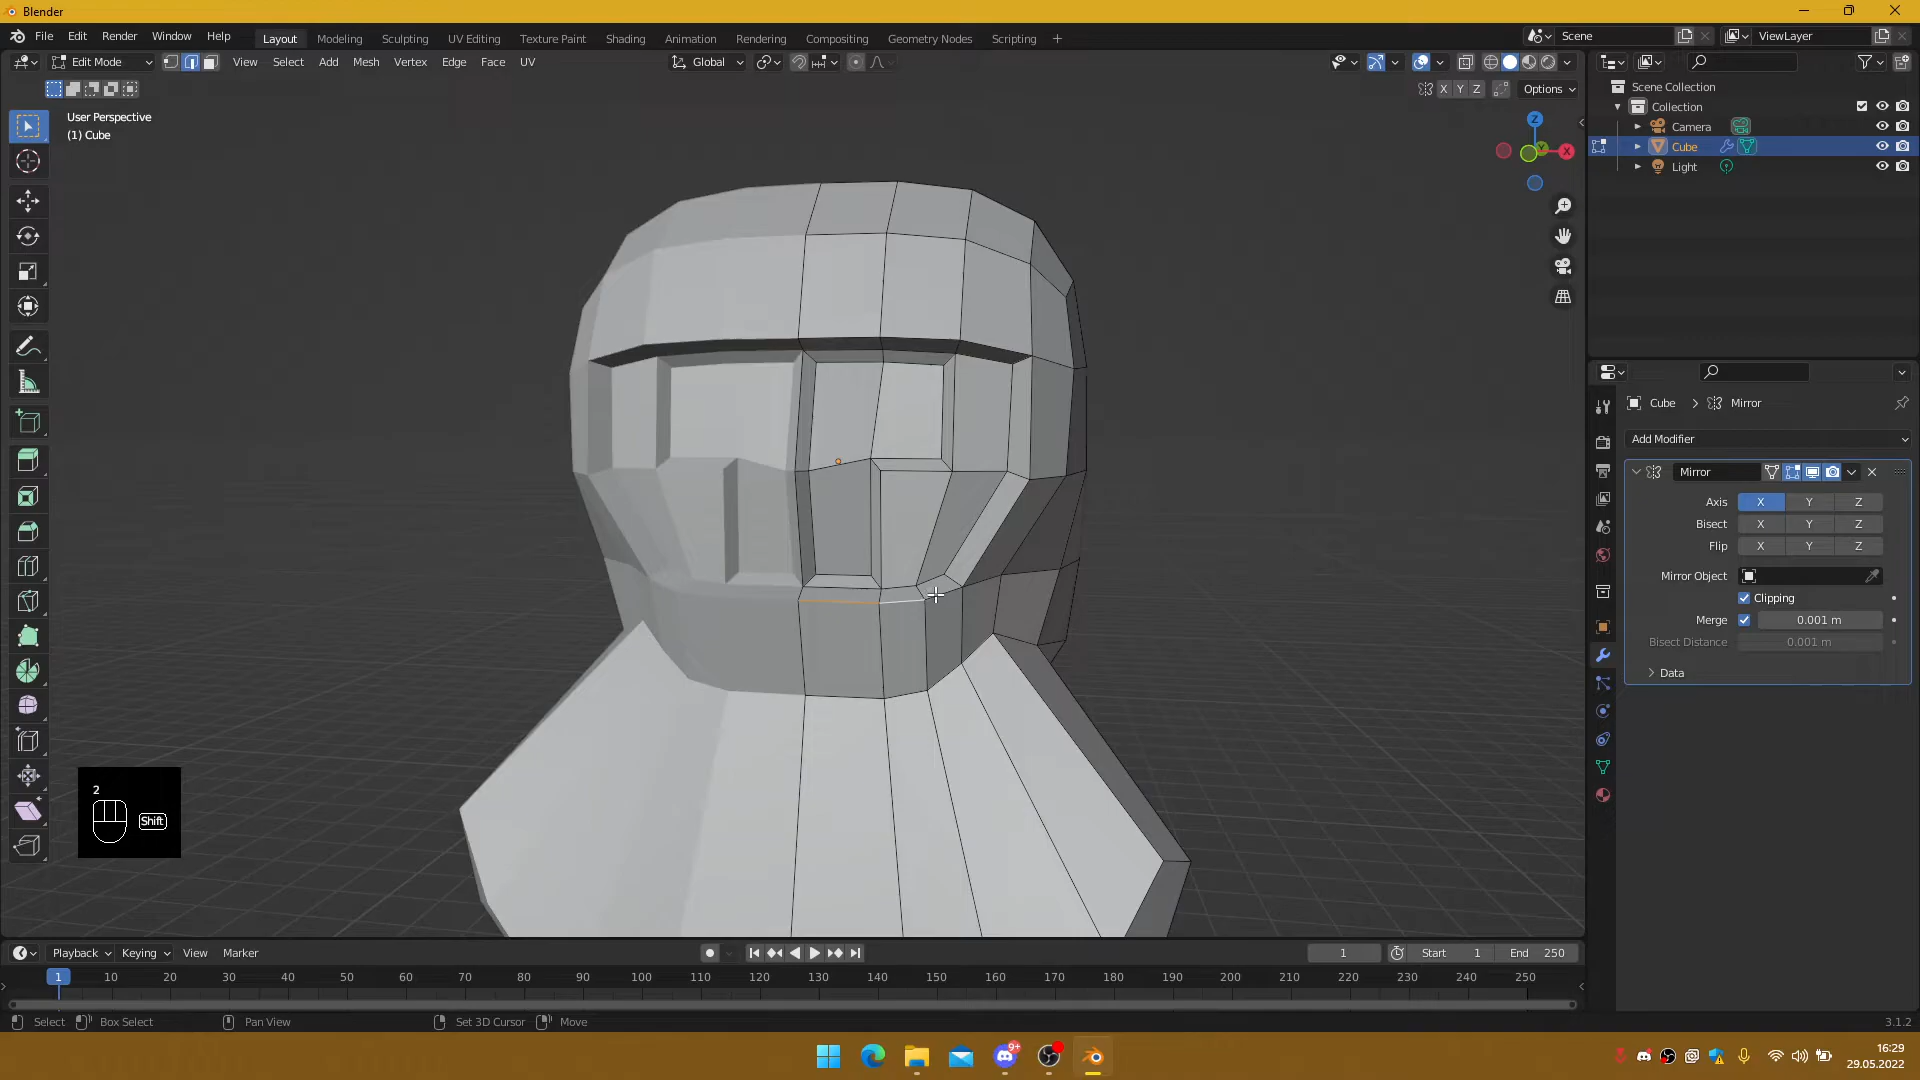 Blender
File Edit Render Window Help Layout Modeling Sculpting UV Editing Texture Paint Shading Animation Rendering Compositing Geometry Nodes Scripting + Scene ViewLayer
Edit Mode View Select Add Mesh Vertex Edge Face UV Global
X Y Z Options
User Perspective
(1) Cube
Z
X
Scene Collection
Collection
Camera
Cube
Light
Cube > Mirror
Add Modifier
Mirror
Axis X Y Z
Bisect X Y Z
Flip X Y Z
Mirror Object
Clipping
Merge 0.001 m
Bisect Distance 0.001 m
Data
2
Shift
Playback Keying View Marker 1 Start 1 End 250
1 10 20 30 40 50 60 70 80 90 100 110 120 130 140 150 160 170 180 190 200 210 220 230 240 250
Select Box Select Pan View Set 3D Cursor Move 3.1.2
9+
16:29
29.05.2022